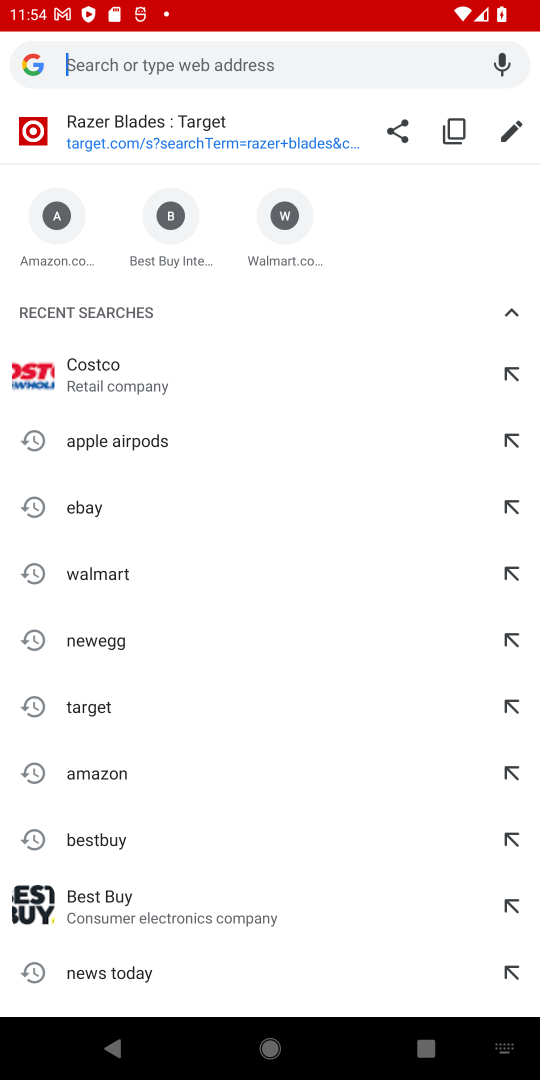 11:54
Search or type web address
Razer Blades : Target
target.com/s?searchTerm=razer+blades&c...
A
B
W
Amazon.co...
Best Buy Inte...
Walmart.co...
RECENT SEARCHES
Costco
Retail company
apple airpods
ebay
walmart
newegg
target
amazon
bestbuy
Best Buy
Consumer electronics company
news today